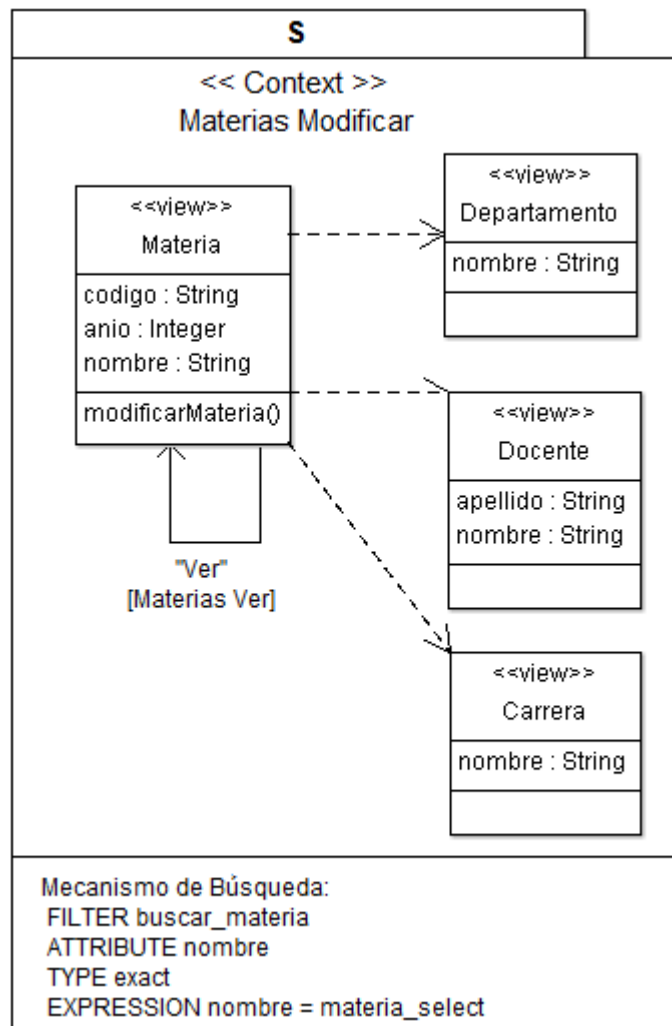 S
<< Context >>
Materias Modificar
<<view>>
Materia
codigo : String
anio : Integer
nombre : String
modificarMateria()
"Ver"
[Materias Ver]
<<view>>
Departamento
nombre : String
<<view>>
Docente
apellido : String
nombre : String
<<view>>
Carrera
nombre : String
Mecanismo de Búsqueda:
FILTER buscar_materia
ATTRIBUTE nombre
TYPE exact
EXPRESSION nombre = materia_select